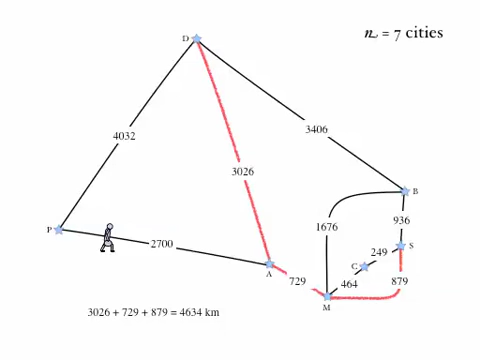 n = 7 cities
D
4032
3406
3026
B
1676
936
P
2700
249
S
C
A
729
464
879
M
3026 + 729 + 879 = 4634 km